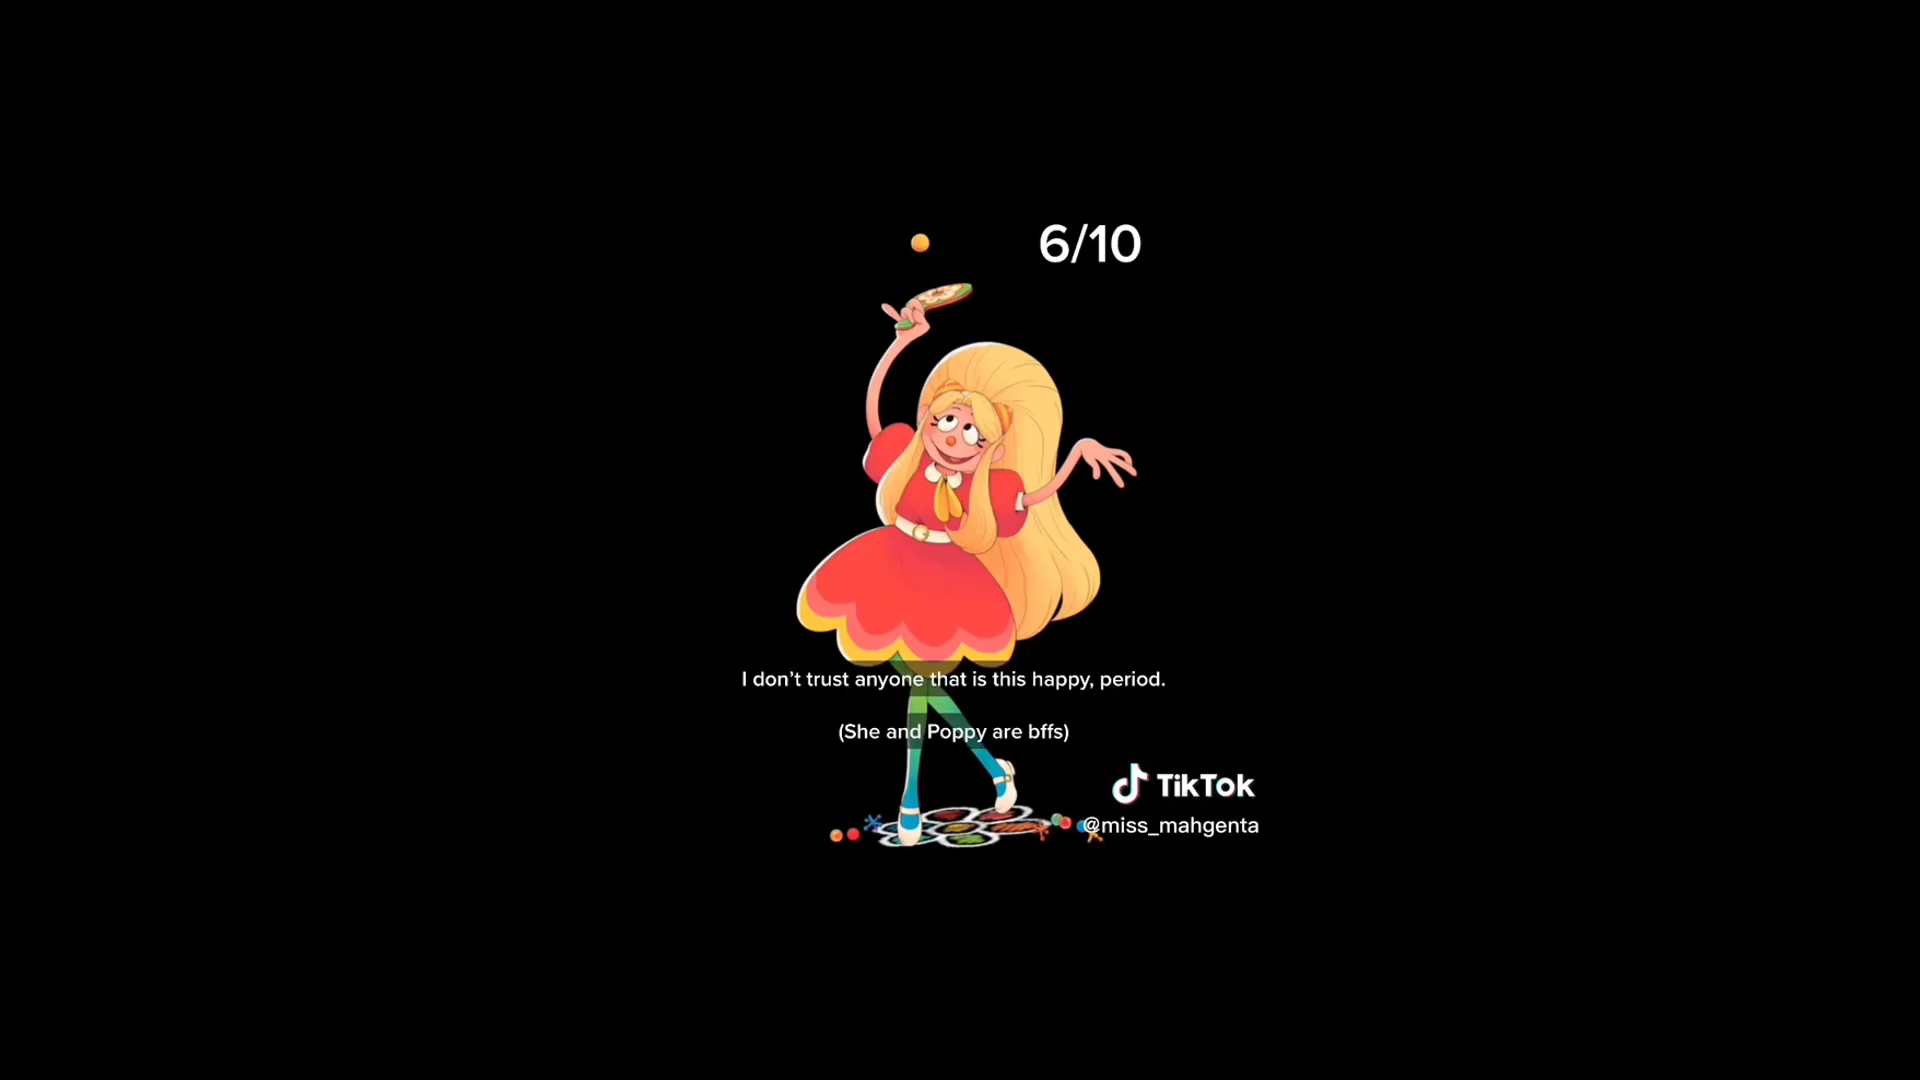 6/10
I don’t trust anyone that is this happy, period.
(She and Poppy are bffs)
TikTok
@miss_mahgenta